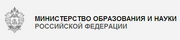 МИНИСТЕРСТВО ОБРАЗОВАНИЯ И НАУКИ
РОССИЙСКОЙ ФЕДЕРАЦИИ